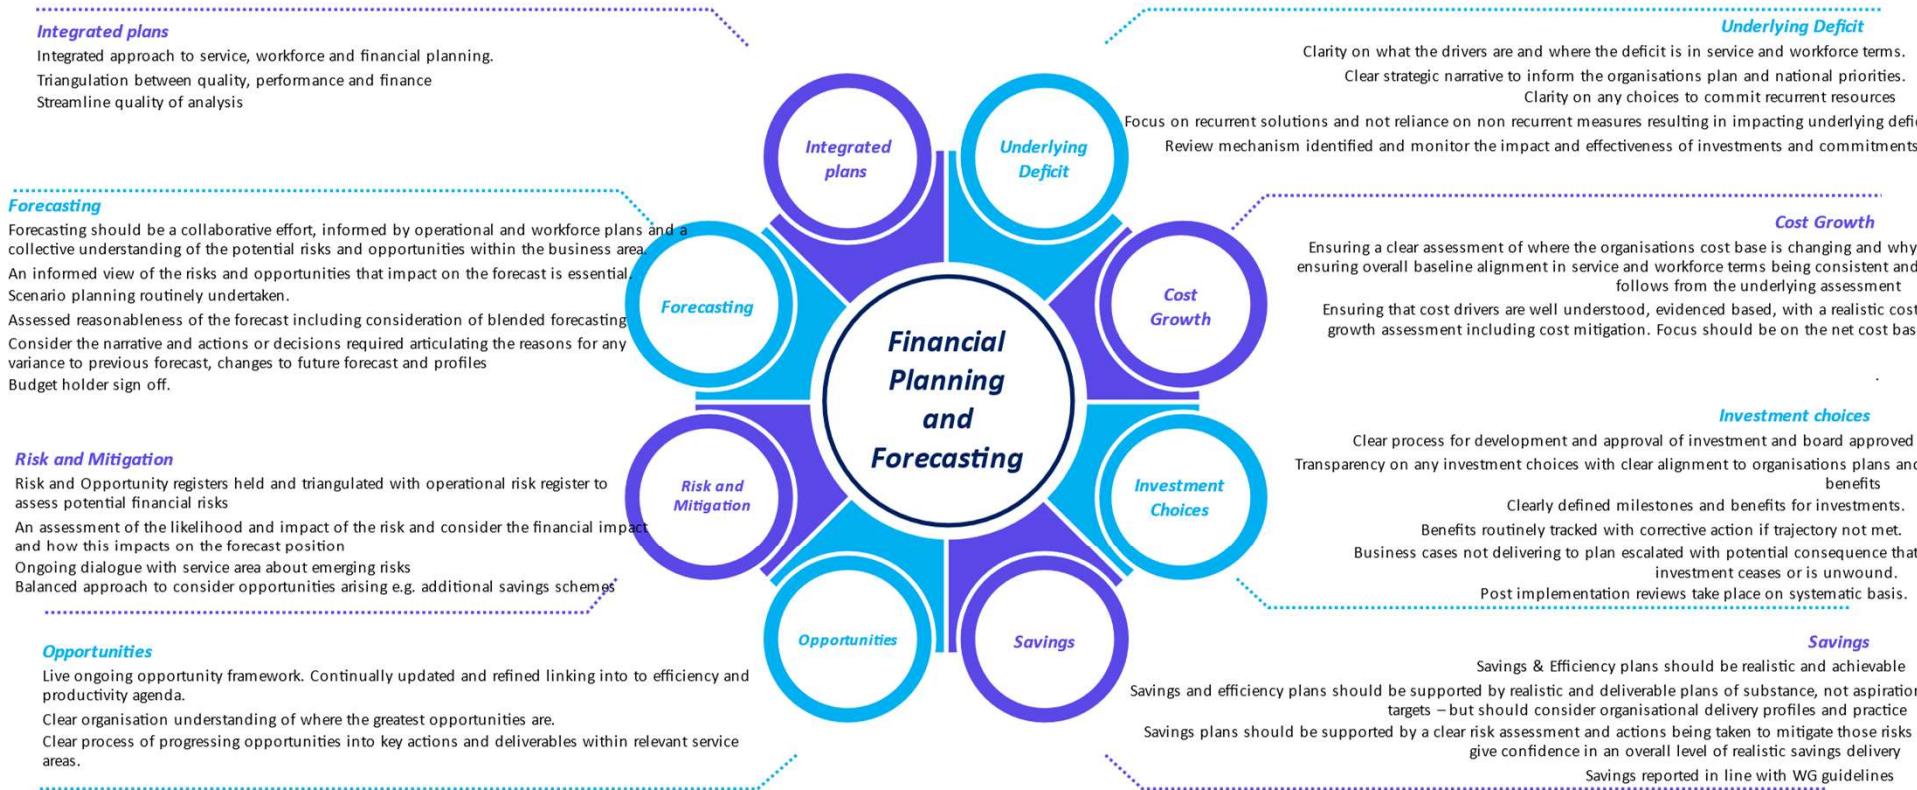 Integrated plans
Integrated approach to service, workforce and financial planning.
Triangulation between quality, performance and finance
Streamline quality of analysis
Forecasting
Forecasting should be a collaborative effort, informed by operational and workforce plans and a
collective understanding of the potential risks and opportunities within the business area.
An informed view of the risks and opportunities that impact on the forecast is essential.
Scenario planning routinely undertaken.
Assessed reasonableness of the forecast including consideration of blended forecasting
Consider the narrative and actions or decisions required articulating the reasons for any
variance to previous forecast, changes to future forecast and profiles
Budget holder sign off.
Risk and Mitigation
Risk and Opportunity registers held and triangulated with operational risk register to
assess potential financial risks
An assessment of the likelihood and impact of the risk and consider the financial impact
and how this impacts on the forecast position
Ongoing dialogue with service area about emerging risks
Balanced approach to consider opportunities arising e.g. additional savings schemes
Opportunities
Live ongoing opportunity framework. Continually updated and refined linking into to efficiency and
productivity agenda.
Clear organisation understanding of where the greatest opportunities are.
Clear process of progressing opportunities into key actions and deliverables within relevant service
areas.
Integrated
plans
Underlying
Deficit
Forecasting
Cost
Growth
Financial
Planning
and
Forecasting
Risk and
Mitigation
Investment
Choices
Opportunities
Savings
Underlying Deficit
Clarity on what the drivers are and where the deficit is in service and workforce terms.
Clear strategic narrative to inform the organisations plan and national priorities.
Clarity on any choices to commit recurrent resources
Focus on recurrent solutions and not reliance on non recurrent measures resulting in impacting underlying
Review mechanism identified and monitor the impact and effectiveness of investments and commitments
Cost Growth
Ensuring a clear assessment of where the organisations cost base is changing and why
ensuring overall baseline alignment in service and workforce terms being consistent and
follows from the underlying assessment
Ensuring that cost drivers are well understood, evidenced based, with a realistic cost
growth assessment including cost mitigation. Focus should be on the net cost
.
Investment choices
Clear process for development and approval of investment and board approved
Transparency on any investment choices with clear alignment to organisations plans and
benefits
Clearly defined milestones and benefits for investments.
Benefits routinely tracked with corrective action if trajectory not met.
Business cases not delivering to plan escalated with potential consequence that
investment ceases or is unwound.
Post implementation reviews take place on systematic basis.
Savings
Savings & Efficiency plans should be realistic and achievable
Savings and efficiency plans should be supported by realistic and deliverable plans of substance, not
targets – but should consider organisational delivery profiles and practice
Savings plans should be supported by a clear risk assessment and actions being taken to mitigate those risks
give confidence in an overall level of realistic savings delivery
Savings reported in line with WG guidelines